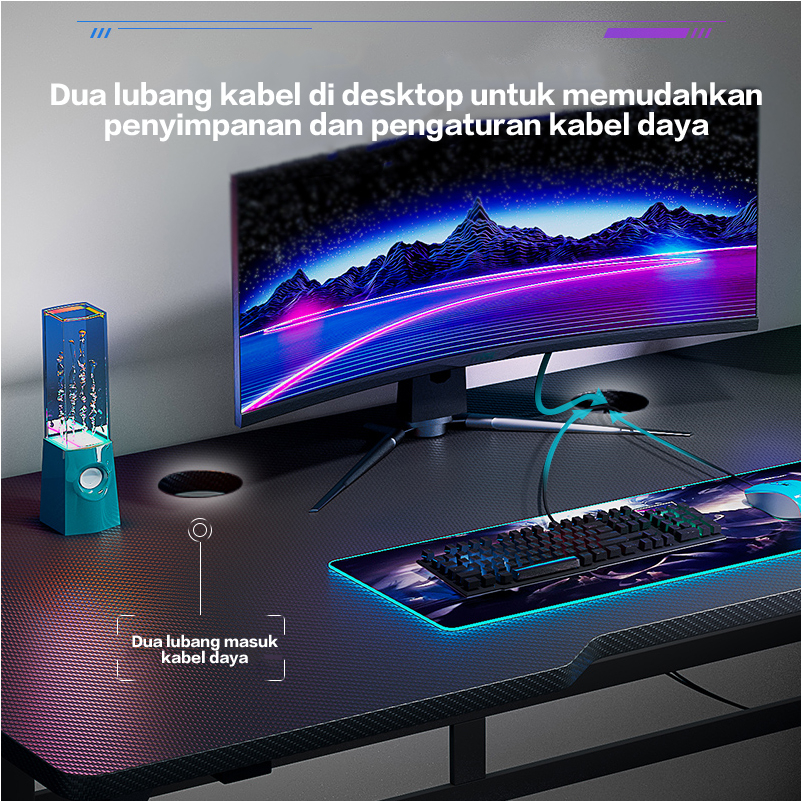 Dua lubang kabel di desktop untuk memudahkan
penyimpanan dan pengaturan kabel daya
Dua lubang masuk
kabel daya